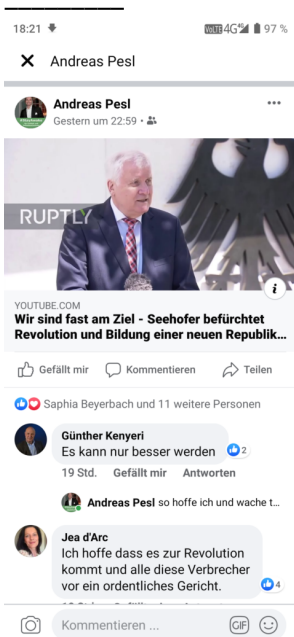 18:21
VoLTE 4G 97 %
Andreas Pesl
Andreas Pesl
Gestern um 22:59 ·
RUPTLY
YOUTUBE.COM
Wir sind fast am Ziel - Seehofer befürchtet
Revolution und Bildung einer neuen Republik...
Gefällt mir Kommentieren Teilen
Saphia Beyerbach und 11 weitere Personen
Günther Kenyeri
Es kann nur besser werden
2
19 Std. Gefällt mir Antworten
Andreas Pesl so hoffe ich und wache t...
Jea d'Arc
Ich hoffe dass es zur Revolution
kommt und alle diese Verbrecher
vor ein ordentliches Gericht.
4
Kommentieren ...
GIF